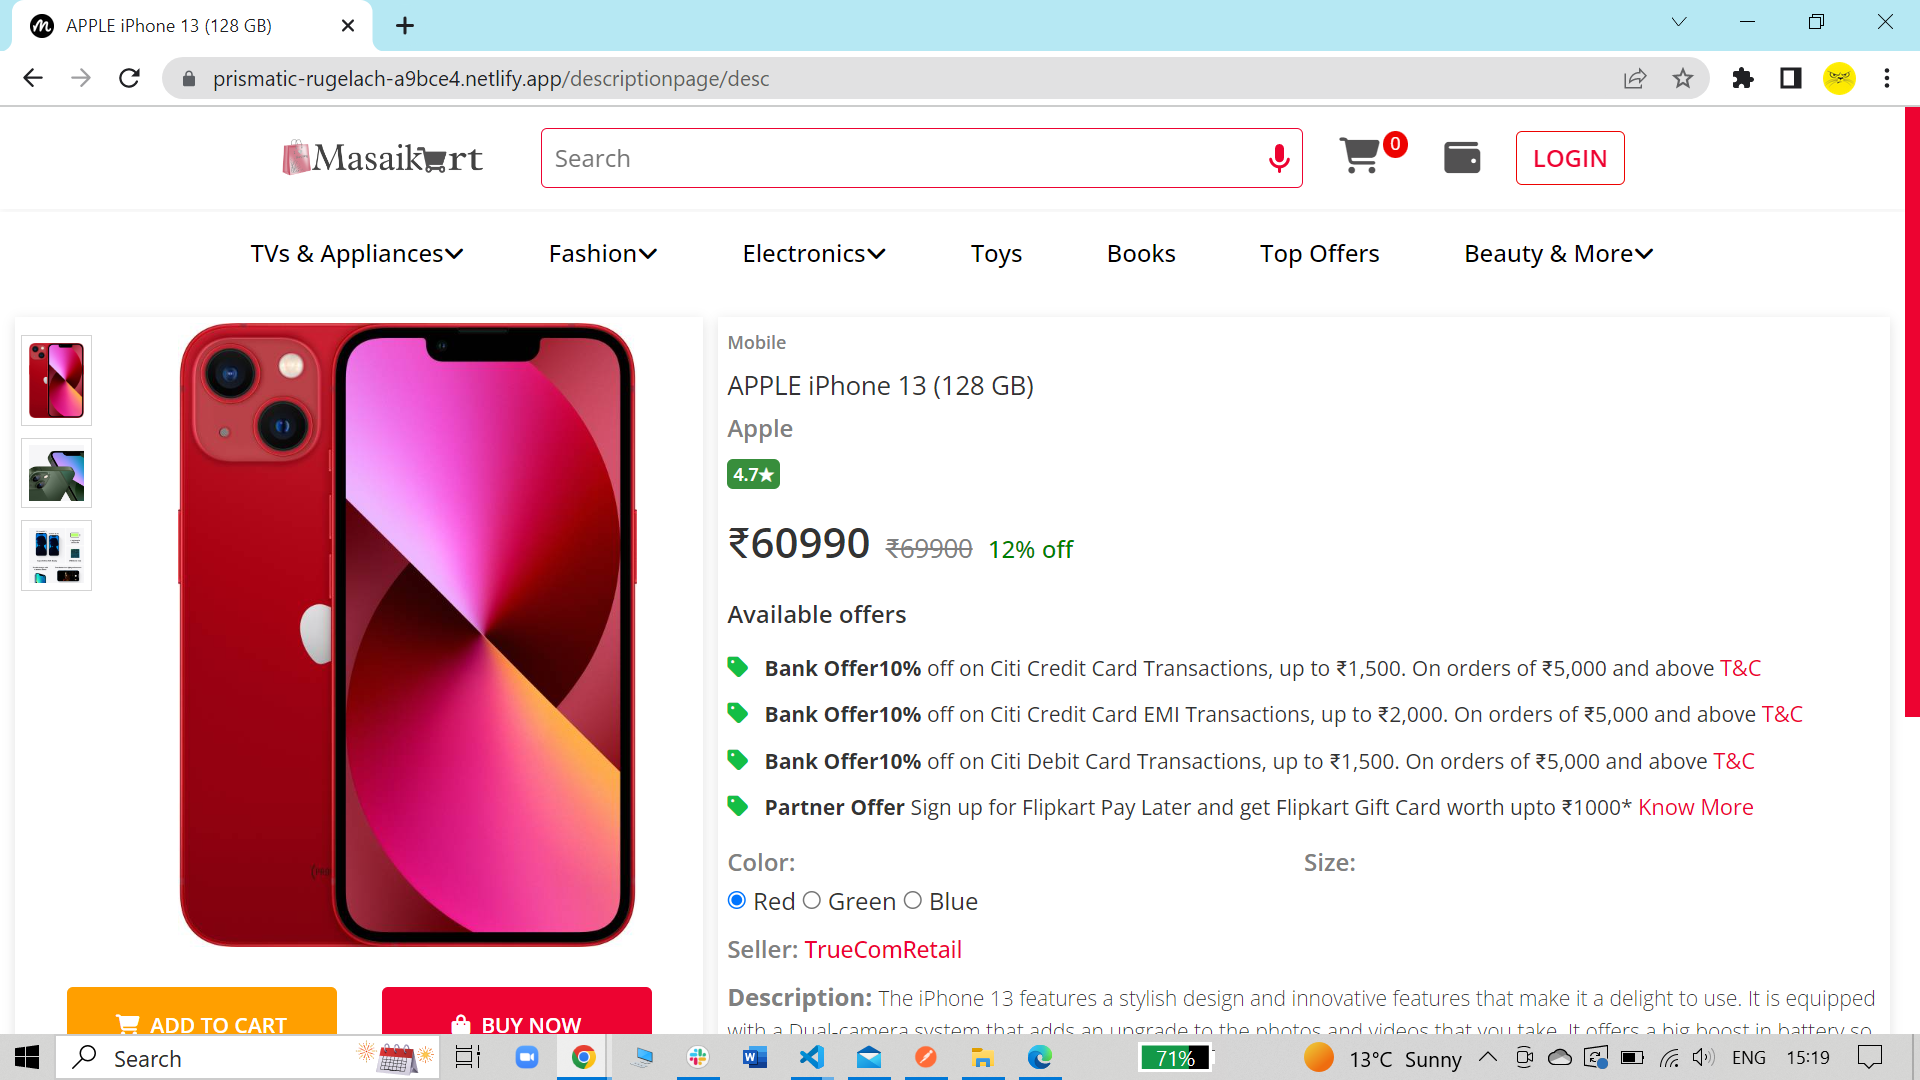 APPLE iPhone 13 (128 GB)
prismatic-rugelach-a9bce4.netlify.app/descriptionpage/desc
Masaik rt
Search
0
LOGIN
TVs & Appliances
Fashion
Electronics
Toys
Books
Top Offers
Beauty & More
Mobile
APPLE iPhone 13 (128 GB)
Apple
4.7★
₹60990 ₹69900 12% off
Available offers
Bank Offer10% off on Citi Credit Card Transactions, up to ₹1,500. On orders of ₹5,000 and above T&C
Bank Offer10% off on Citi Credit Card EMI Transactions, up to ₹2,000. On orders of ₹5,000 and above T&C
Bank Offer10% off on Citi Debit Card Transactions, up to ₹1,500. On orders of ₹5,000 and above T&C
Partner Offer Sign up for Flipkart Pay Later and get Flipkart Gift Card worth upto ₹1000* Know More
Color:
Size:
Red Green Blue
Seller: TrueComRetail
Description: The iPhone 13 features a stylish design and innovative features that make it a delight to use. It is equipped
with a Dual-camera system that adds an upgrade to the photos and videos that you take. It offers a big boost in battery so
ADD TO CART
BUY NOW
Search
71%
13°C Sunny
ENG
15:19